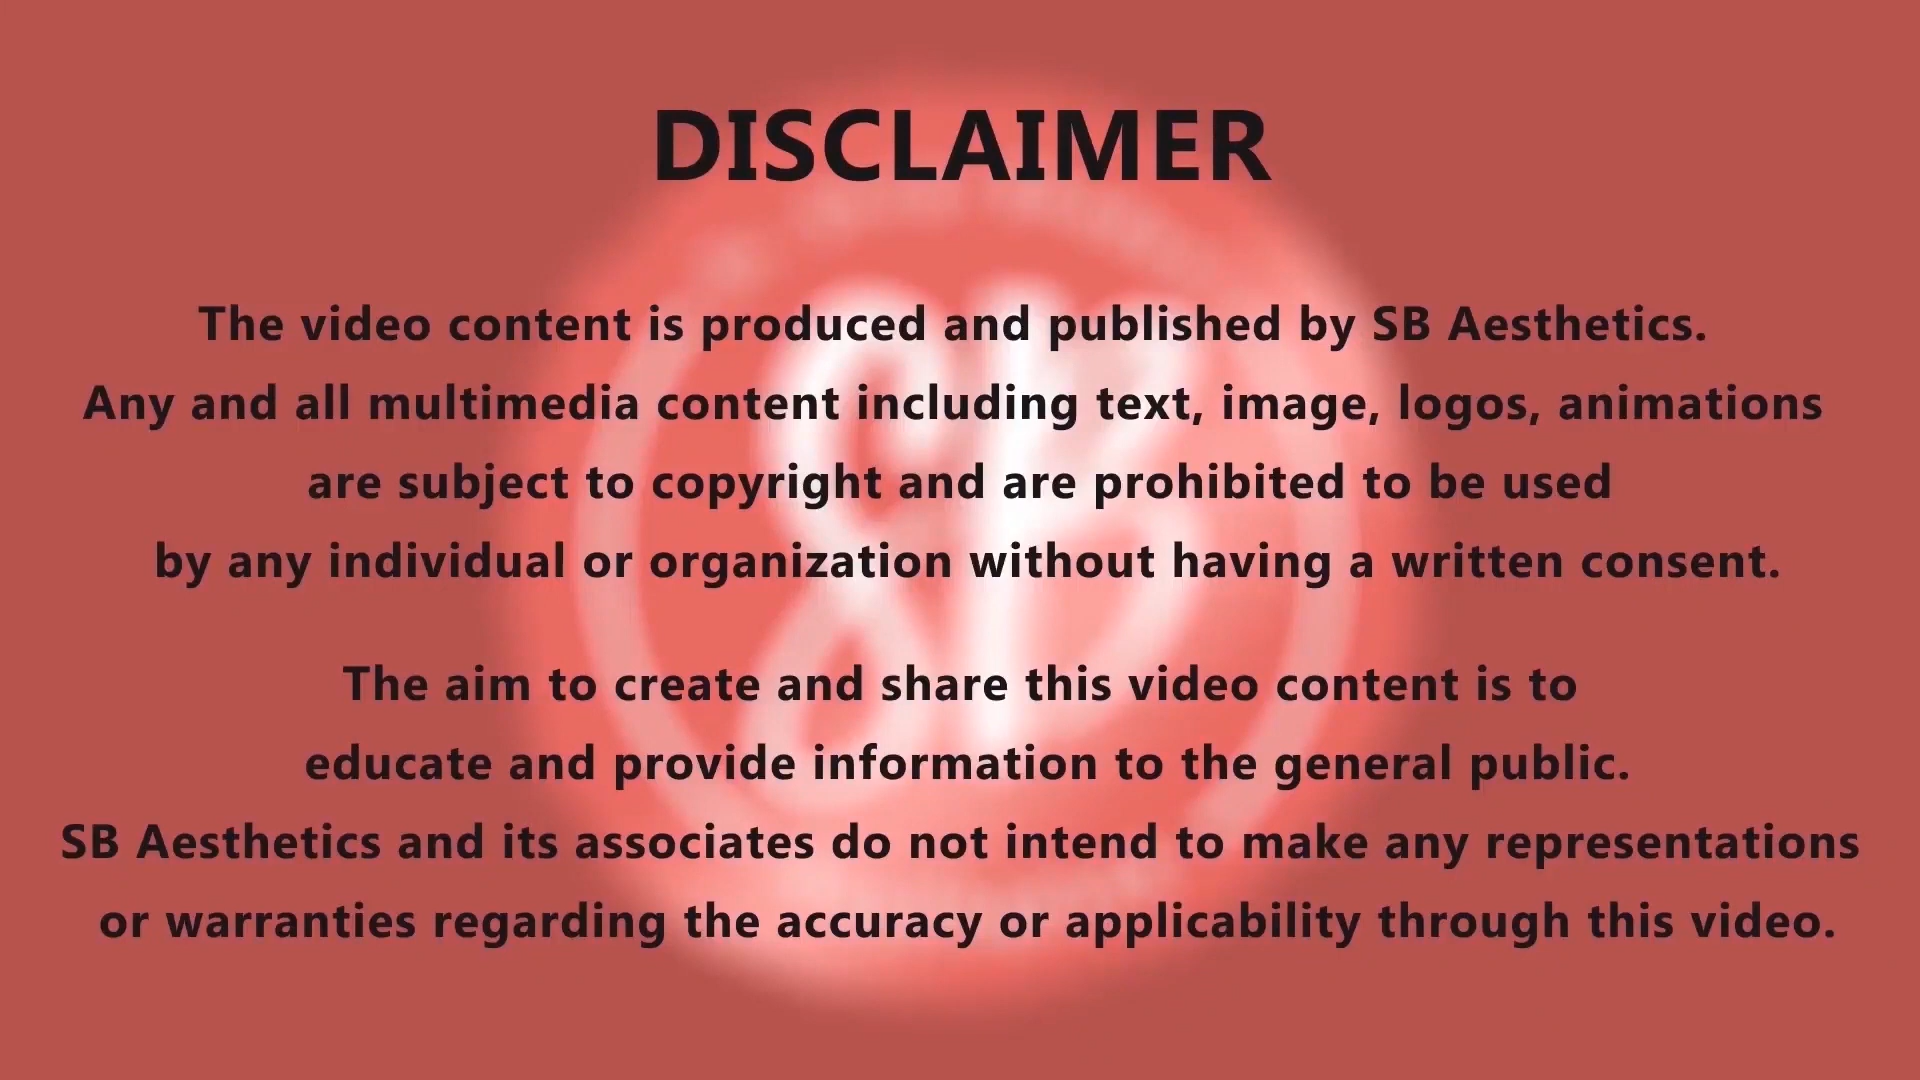 DISCLAIMER
The video content is produced and published by SB Aesthetics.
Any and all multimedia content including text, image, logos, animations
are subject to copyright and are prohibited to be used
by any individual or organization without having a written consent.
The aim to create and share this video content is to
educate and provide information to the general public.
SB Aesthetics and its associates do not intend to make any representations
or warranties regarding the accuracy or applicability through this video.